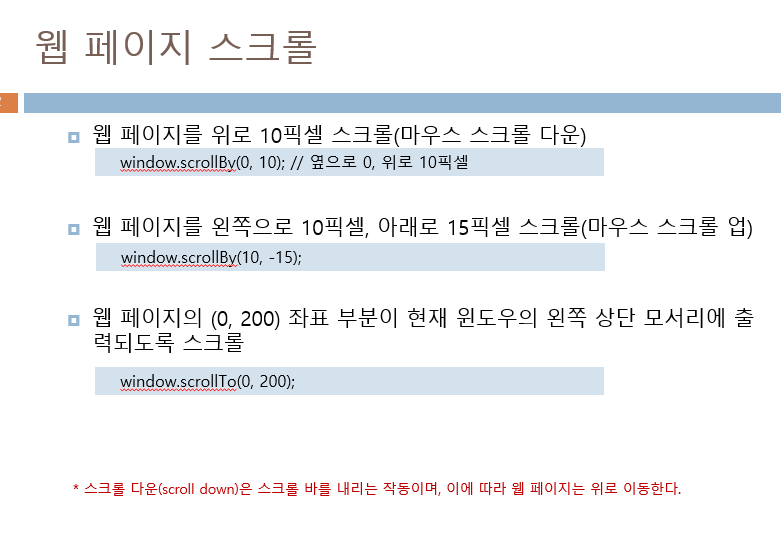 웹 페이지 스크롤
웹 페이지를 위로 10픽셀 스크롤(마우스 스크롤 다운)
window.scrollBy(0, 10); // 옆으로 0, 위로 10픽셀
웹 페이지를 왼쪽으로 10픽셀, 아래로 15픽셀 스크롤(마우스 스크롤 업)
window.scrollBy(10, -15);
웹 페이지의 (0, 200) 좌표 부분이 현재 윈도우의 왼쪽 상단 모서리에 출
력되도록 스크롤
window.scrollTo(0, 200);
* 스크롤 다운(scroll down)은 스크롤 바를 내리는 작동이며, 이에 따라 웹 페이지는 위로 이동한다.